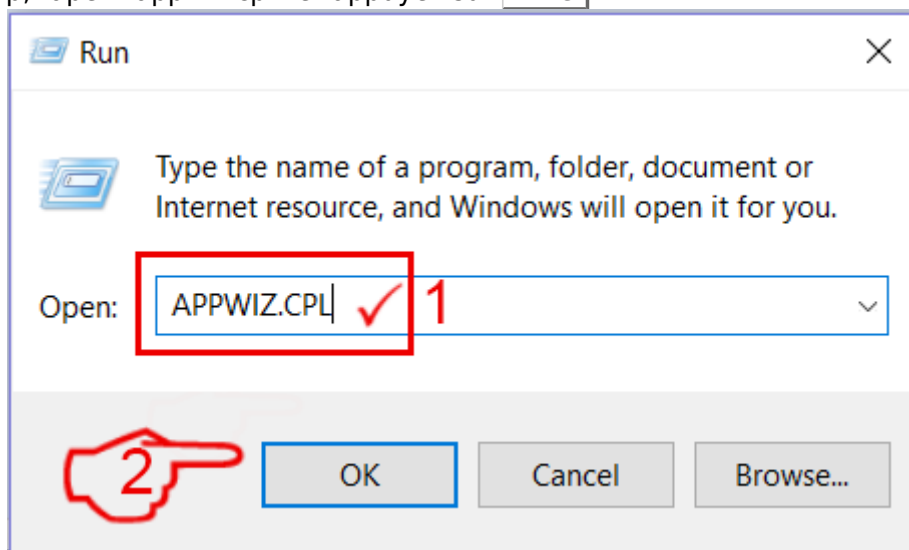 Run
Type the name of a program, folder, document or
Internet resource, and Windows will open it for you.
Open: APPWIZ.CPL 1
2 OK Cancel Browse...